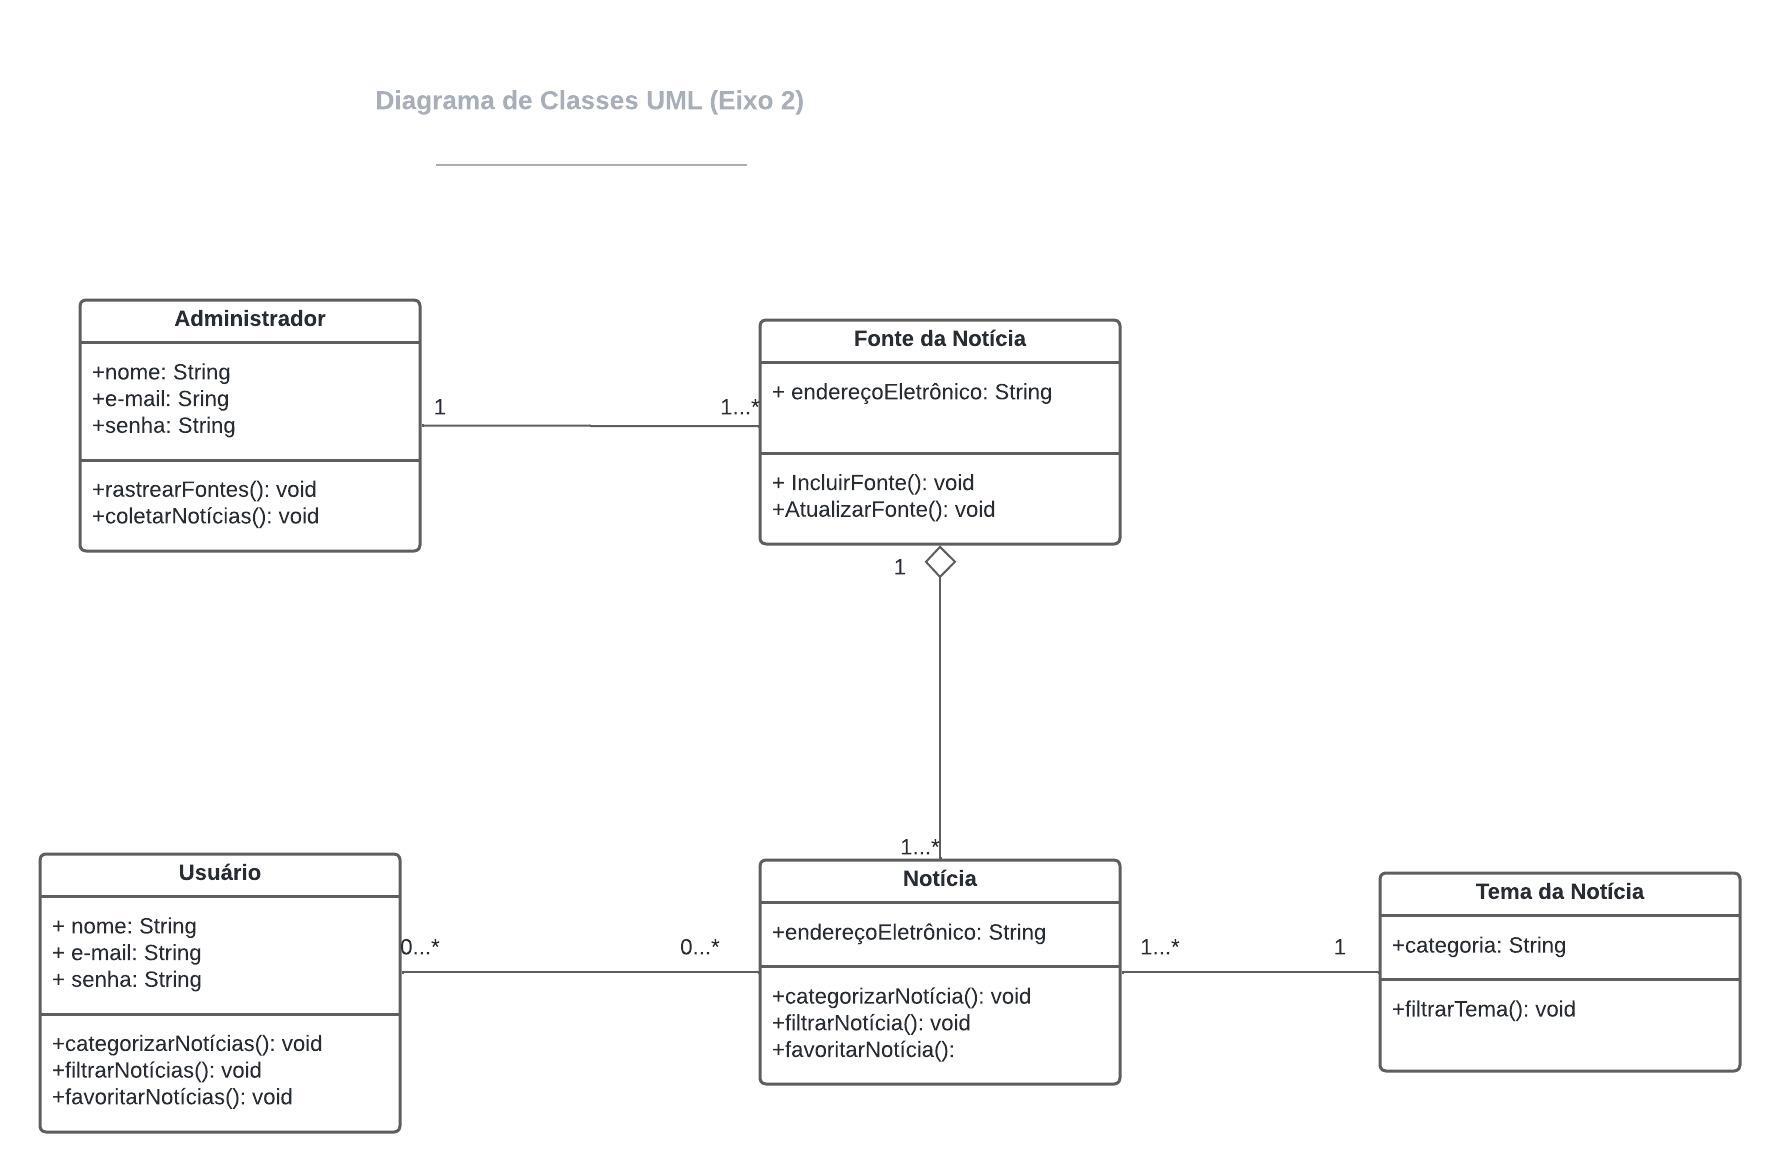 Diagrama de Classes UML (Eixo 2)
Administrador
+nome: String
+e-mail: Sring
+senha: String
+rastrearFontes(): void
+coletarNotícias(): void
1
1...*
Fonte da Notícia
+ endereçoEletrônico: String
+ IncluirFonte(): void
+AtualizarFonte(): void
1
1...*
Usuário
+ nome: String
+ e-mail: String
+ senha: String
+categorizarNotícias(): void
+filtrarNotícias(): void
+favoritarNotícias(): void
0...*
0...*
Notícia
+endereçoEletrônico: String
+categorizarNotícia(): void
+filtrarNotícia(): void
+favoritarNotícia():
1...*
1
Tema da Notícia
+categoria: String
+filtrarTema(): void